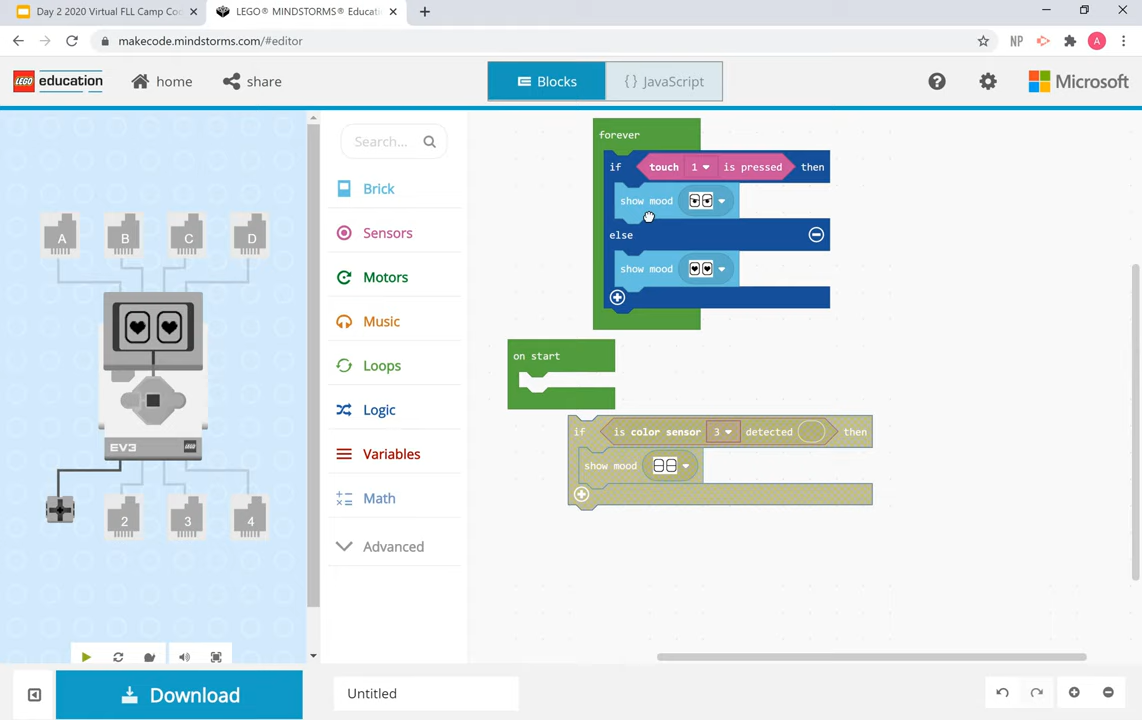 Day 2 2020 Virtual FLL Camp Co
LEGO® MINDSTORMS® Educati
makecode.mindstorms.com/#editor
NP
A
LEGO education
home
share
Blocks
{ } JavaScript
Microsoft
Search...
Brick
Sensors
Motors
Music
Loops
Logic
Variables
Math
Advanced
A
B
C
D
EV3
2
3
4
forever
if touch 1 is pressed then
show mood
else
show mood
on start
if is color sensor 3 detected then
show mood
Download
Untitled